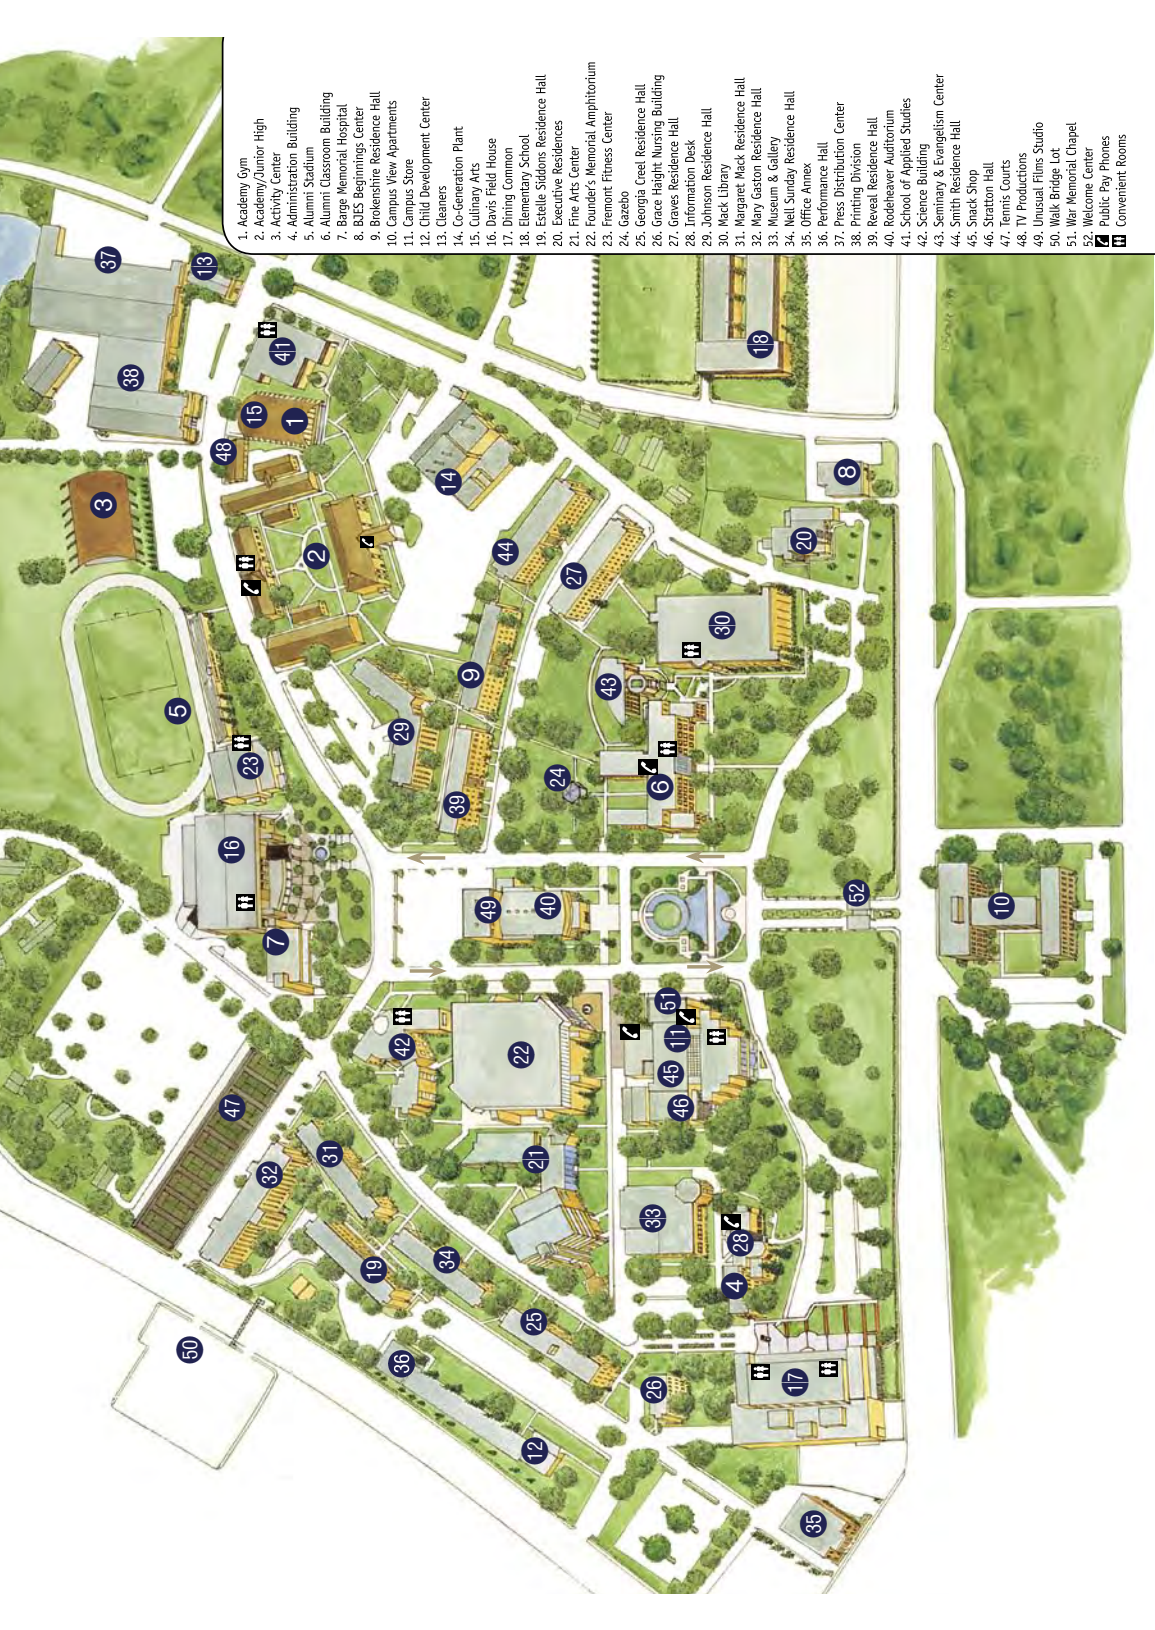 1. Academy Gym
2. Academy/Junior High
3. Activity Center
4. Administration Building
5. Alumni Stadium
6. Alumni Classroom Building
7. Barge Memorial Hospital
8. BJES Beginnings Center
9. Brokenshire Residence Hall
10. Campus View Apartments
11. Campus Store
12. Child Development Center
13. Cleaners
14. Co-Generation Plant
15. Culinary Arts
16. Davis Field House
17. Dining Common
18. Elementary School
19. Estelle Siddons Residence Hall
20. Executive Residences
21. Fine Arts Center
22. Founder's Memorial Amphitorium
23. Fremont Fitness Center
24. Gazebo
25. Georgia Creel Residence Hall
26. Grace Haight Nursing Building
27. Graves Residence Hall
28. Information Desk
29. Johnson Residence Hall
30. Mack Library
31. Margaret Mack Residence Hall
32. Mary Gaston Residence Hall
33. Museum & Gallery
34. Nell Sunday Residence Hall
35. Office Annex
36. Performance Hall
37. Press Distribution Center
38. Printing Division
39. Reveal Residence Hall
40. Rodeheaver Auditorium
41 School of Applied Studies
42. Science Building
43. Seminary & Evangelism Center
44. Smith Residence Hall
45. Snack Shop
46. Stratton Hall
47. Tennis Courts
48. TV Productions
49. Unusual Films Studio
50. Walk Bridge Lot
51. War Memorial Chapel
52. Welcome Center
Public Pay Phones
Convenient Rooms
37
13
38
41
15
1
48
3
2
14
18
8
44
20
27
5
9
30
43
29
23
24
6
39
16
49
40
52
10
7
51
42
22
11
45
46
47
31
21
32
33
28
19
34
4
25
50
36
26
17
12
35